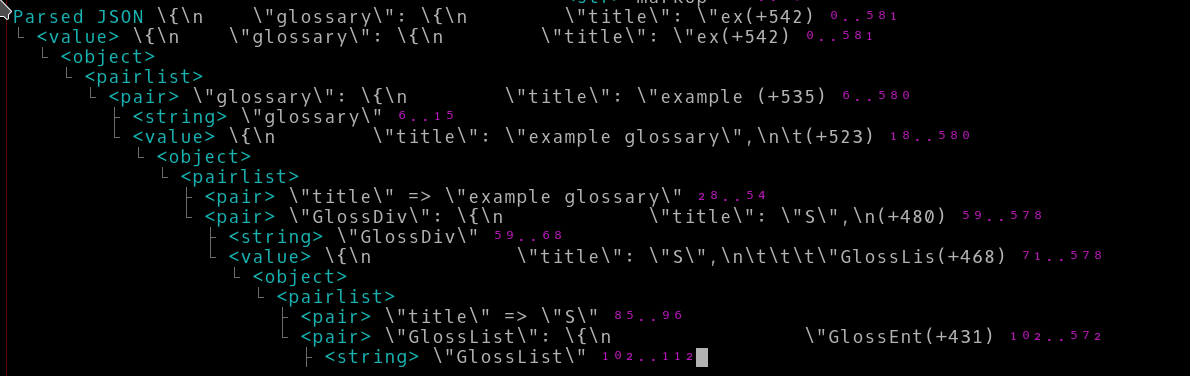 Parsed JSON \{\n    \"glossary\": \{\n        \"title\": \"ex(+542) ₀..₅₈₁
└ <value> \{\n    \"glossary\": \{\n        \"title\": \"ex(+542) ₀..₅₈₁
└ <object>
└ <pairlist>
└ <pair> \"glossary\": \{\n        \"title\": \"example (+535) ₆..₅₈₀
├ <string> \"glossary\" ₆..₁₅
└ <value> \{\n        \"title\": \"example glossary\",\n\t(+523) ₁₈..₅₈₀
└ <object>
└ <pairlist>
├ <pair> \"title\" => \"example glossary\" ₂₈..₅₄
└ <pair> \"GlossDiv\": \{\n            \"title\": \"S\",\n(+480) ₅₉..₅₇₈
├ <string> \"GlossDiv\" ₅₉..₆₈
└ <value> \{\n            \"title\": \"S\",\n\t\t\t\"GlossLis(+468) ₇₁..₅₇₈
└ <object>
└ <pairlist>
├ <pair> \"title\" => \"S\" ₈₅..₉₆
└ <pair> \"GlossList\": \{\n                \"GlossEnt(+431) ₁₀₂..₅₇₂
├ <string> \"GlossList\" ₁₀₂..₁₁₂